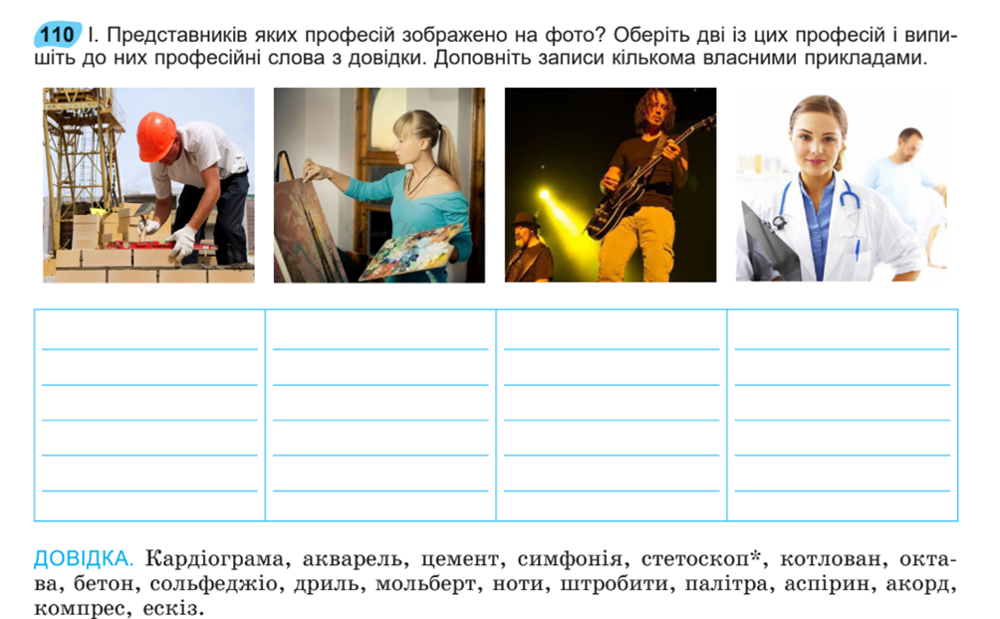 110 І. Представників яких професій зображено на фото? Оберіть дві із цих професій і випи-
шіть до них професійні слова з довідки. Доповніть записи кількома власними прикладами.
ДОВІДКА. Кардіограма, акварель, цемент, симфонія, стетоскоп*, котлован, окта-
ва, бетон, сольфеджіо, дриль, мольберт, ноти, штробити, палітра, аспірин, акорд,
компрес, ескіз.